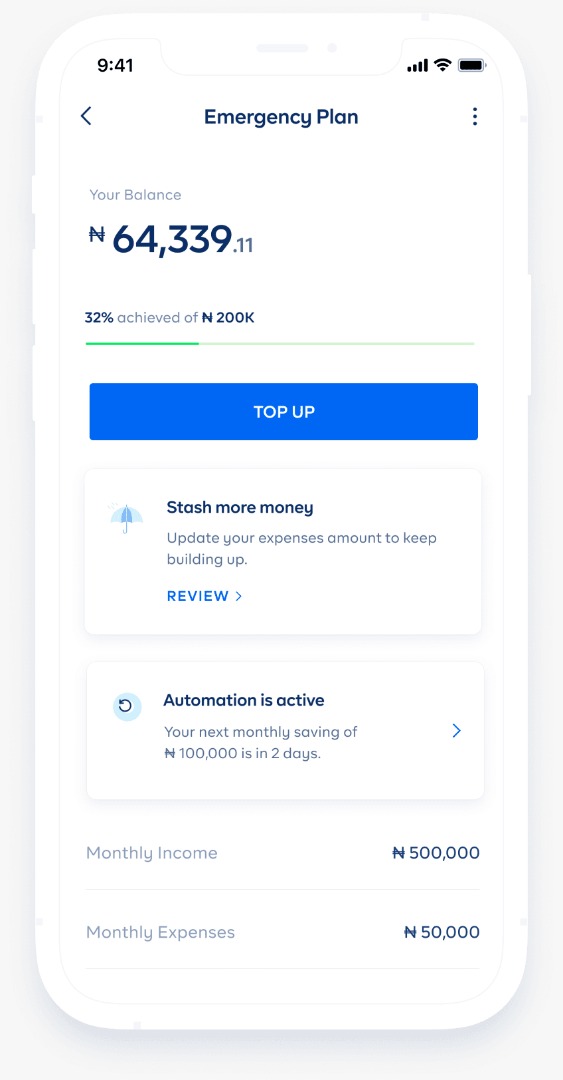 9:41
Emergency Plan
Your Balance
₦ 64,339.11
32% achieved of ₦ 200K
TOP UP
Stash more money
Update your expenses amount to keep
building up.
REVIEW >
Automation is active
Your next monthly saving of
₦ 100,000 is in 2 days.
Monthly Income ₦ 500,000
Monthly Expenses ₦ 50,000